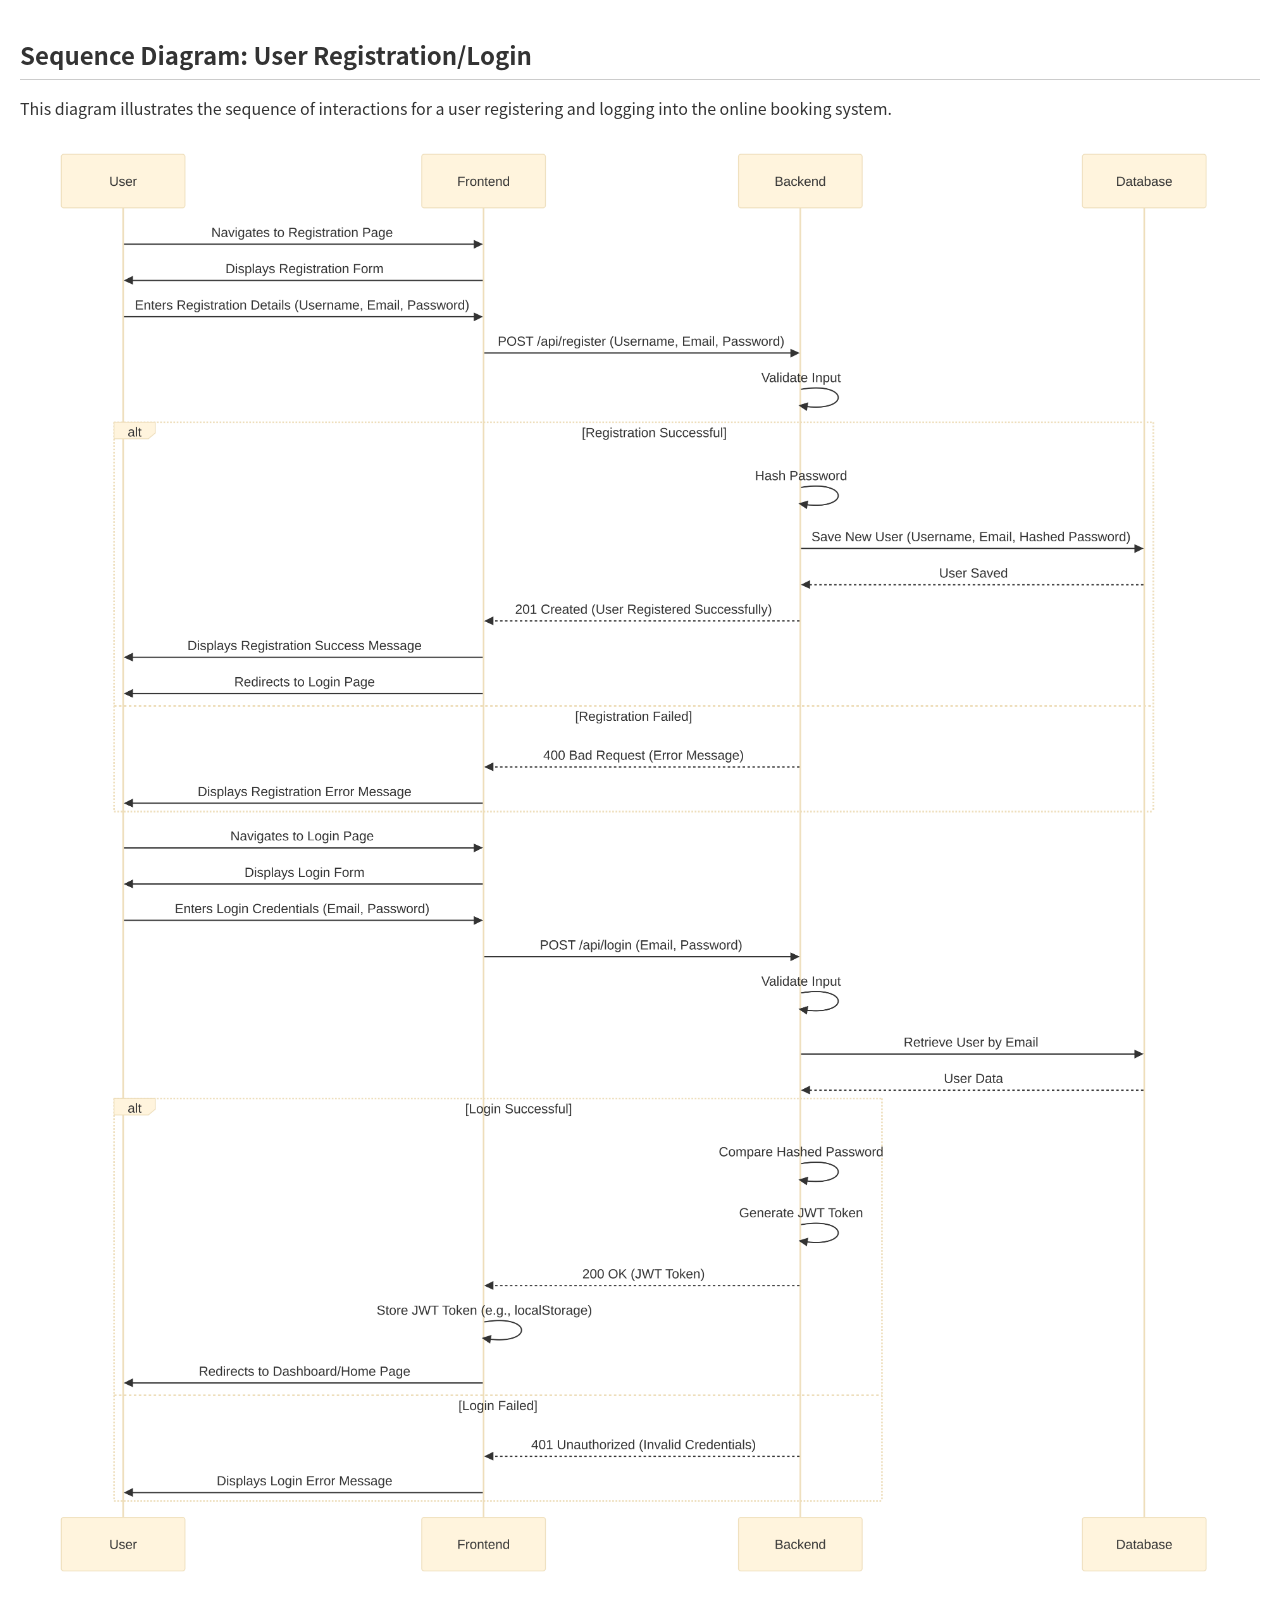 Sequence Diagram: User Registration/Login
This diagram illustrates the sequence of interactions for a user registering and logging into the online booking system.
User
Frontend
Backend
Database
Navigates to Registration Page
Displays Registration Form
Enters Registration Details (Username, Email, Password)
POST /api/register (Username, Email, Password)
Validate Input
alt
[Registration Successful]
Hash Password
Save New User (Username, Email, Hashed Password)
User Saved
201 Created (User Registered Successfully)
Displays Registration Success Message
Redirects to Login Page
[Registration Failed]
400 Bad Request (Error Message)
Displays Registration Error Message
Navigates to Login Page
Displays Login Form
Enters Login Credentials (Email, Password)
POST /api/login (Email, Password)
Validate Input
Retrieve User by Email
User Data
alt
[Login Successful]
Compare Hashed Password
Generate JWT Token
200 OK (JWT Token)
Store JWT Token (e.g., localStorage)
Redirects to Dashboard/Home Page
[Login Failed]
401 Unauthorized (Invalid Credentials)
Displays Login Error Message
User
Frontend
Backend
Database